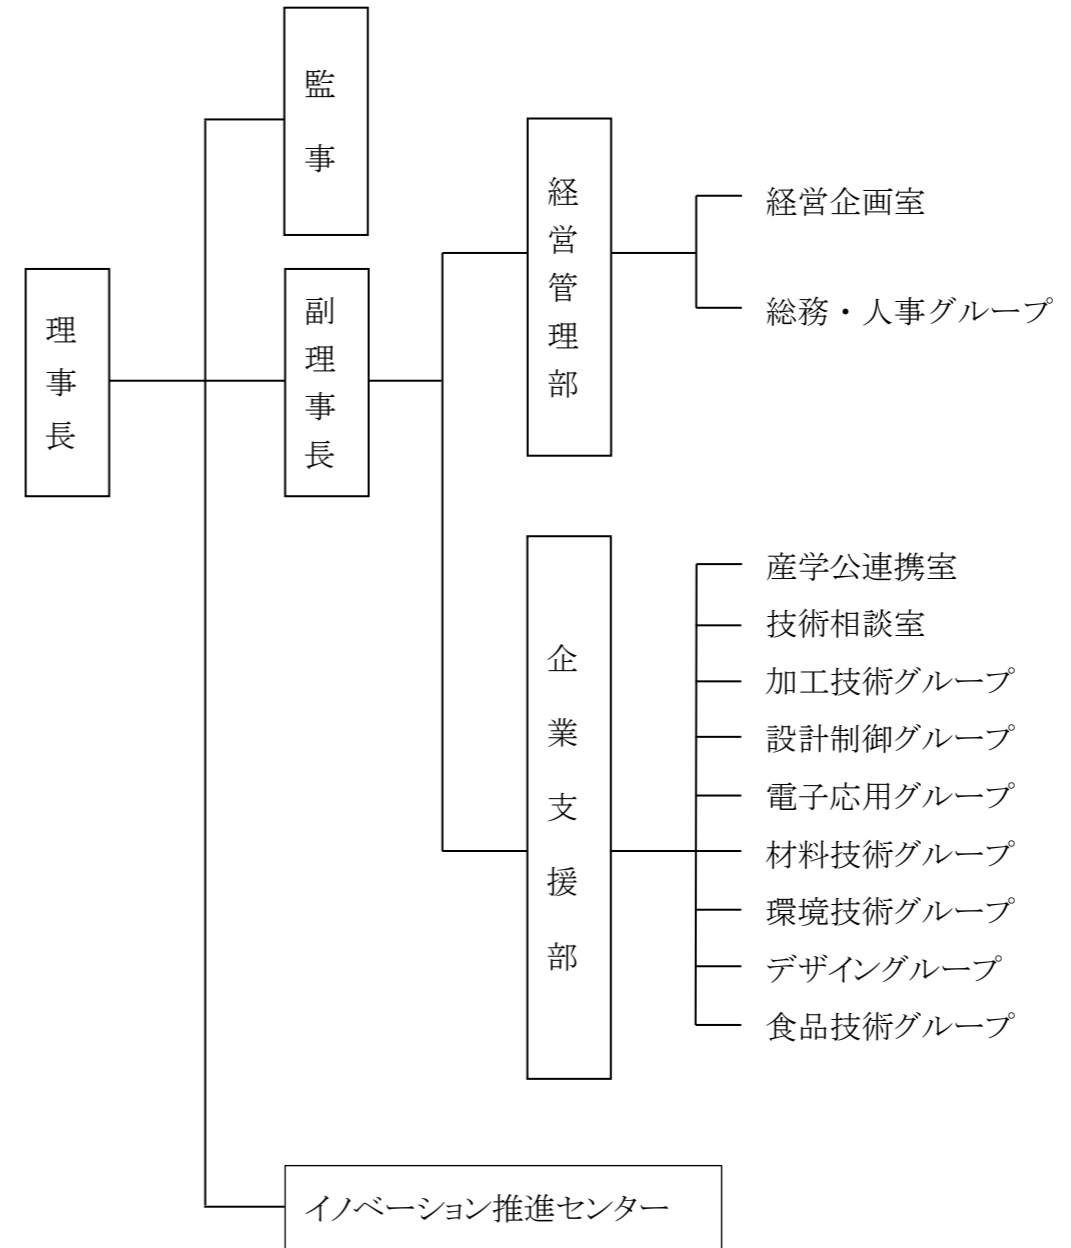 理事長
監事
副理事長
経営管理部
経営企画室
総務・人事グループ
企業支援部
産学公連携室
技術相談室
加工技術グループ
設計制御グループ
電子応用グループ
材料技術グループ
環境技術グループ
デザイングループ
食品技術グループ
イノベーション推進センター